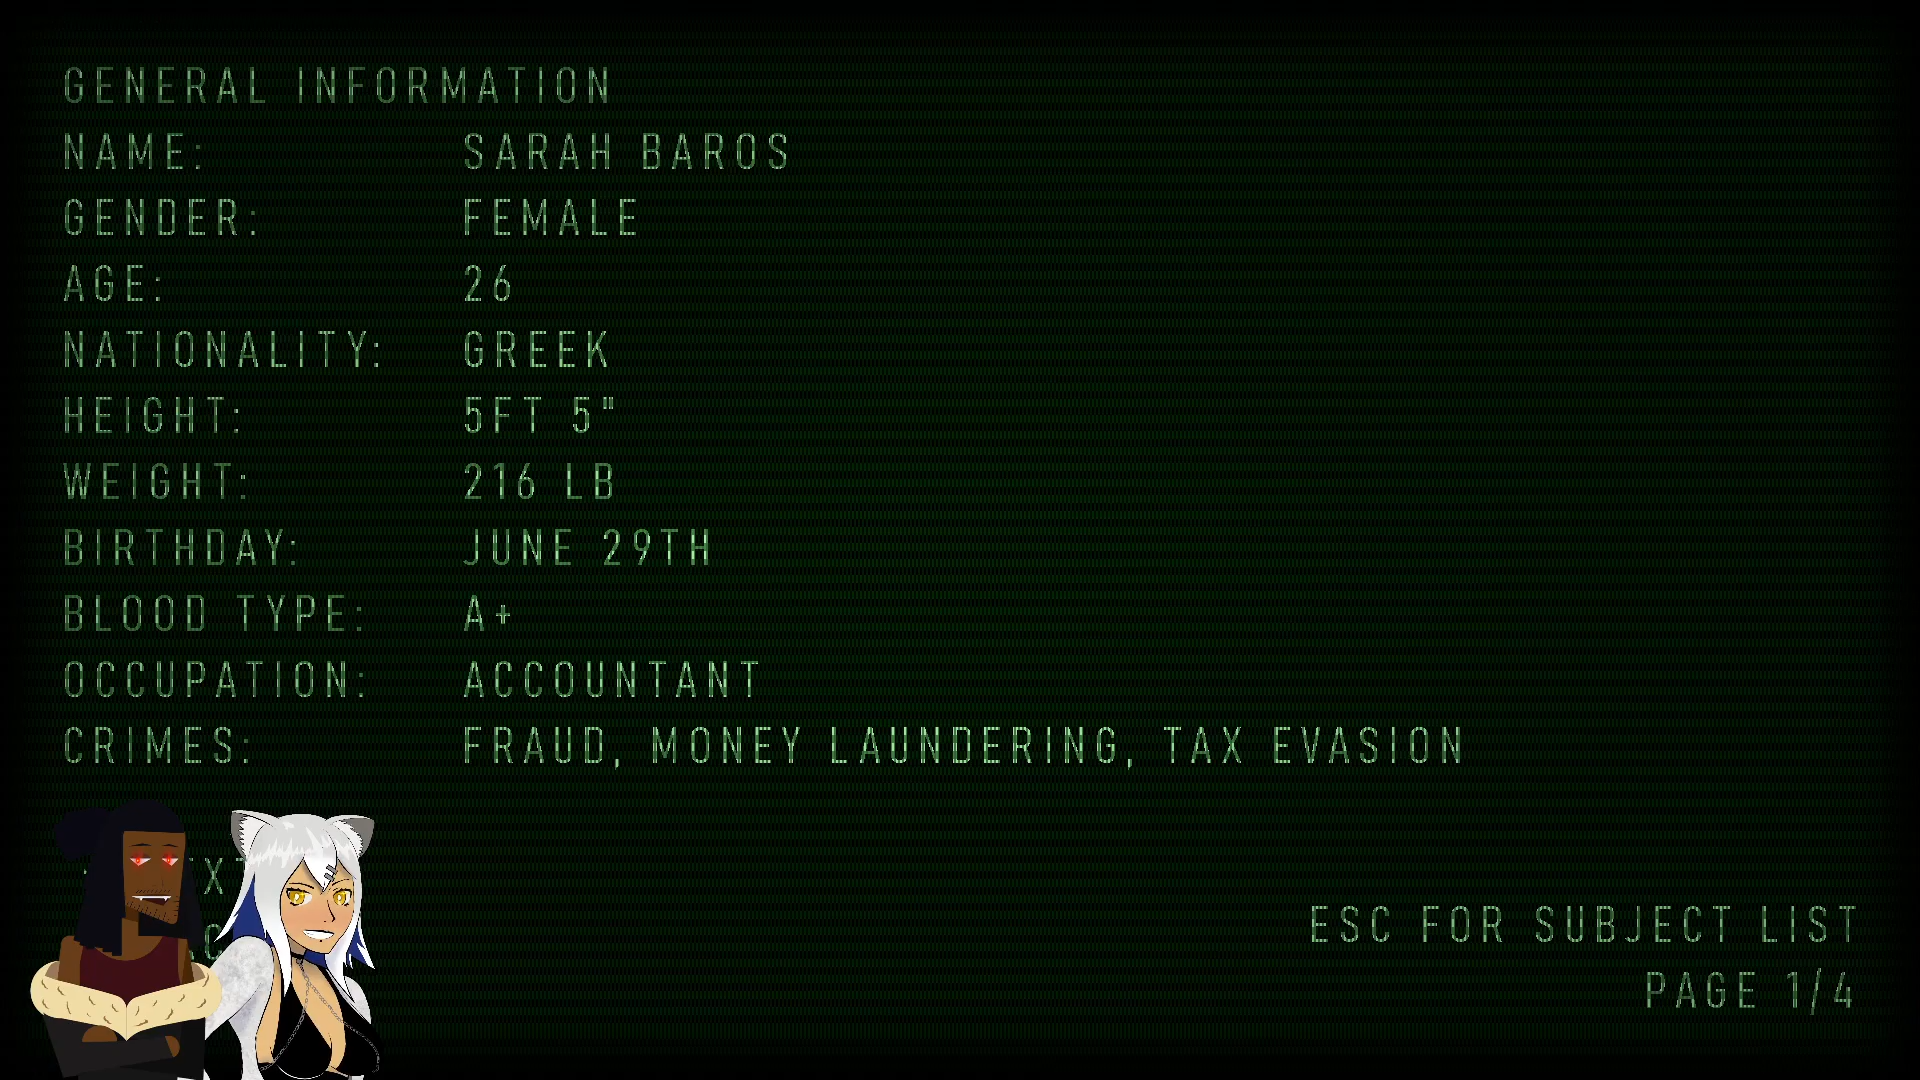 GENERAL INFORMATION
NAME: SARAH BAROS
GENDER: FEMALE
AGE: 26
NATIONALITY: GREEK
HEIGHT: 5FT 5"
WEIGHT: 216 LB
BIRTHDAY: JUNE 29TH
BLOOD TYPE: A+
OCCUPATION: ACCOUNTANT
CRIMES: FRAUD, MONEY LAUNDERING, TAX EVASION
ESC FOR SUBJECT LIST
PAGE 1/4